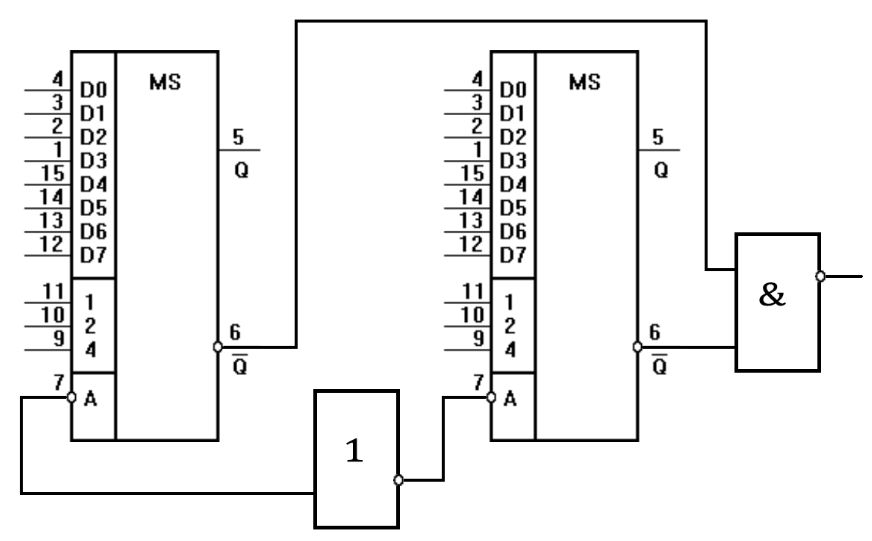 MS
4 D0
3 D1
2 D2
1 D3
15 D4
14 D5
13 D6
12 D7
11 1
10 2
9 4
7 A
5
Q
6
Q̅
1
MS
4 D0
3 D1
2 D2
1 D3
15 D4
14 D5
13 D6
12 D7
11 1
10 2
9 4
7 A
5
Q
6
Q̅
&